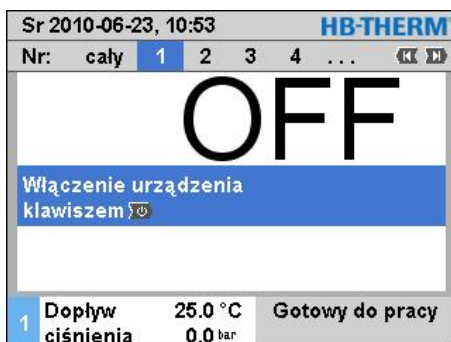 Sr 2010-06-23, 10:53 HB-THERM
Nr: cały 1 2 3 4 ...
OFF
Włączenie urządzenia
klawiszem
1 Dopływ 25.0 °C Gotowy do pracy
ciśnienia 0.0 bar